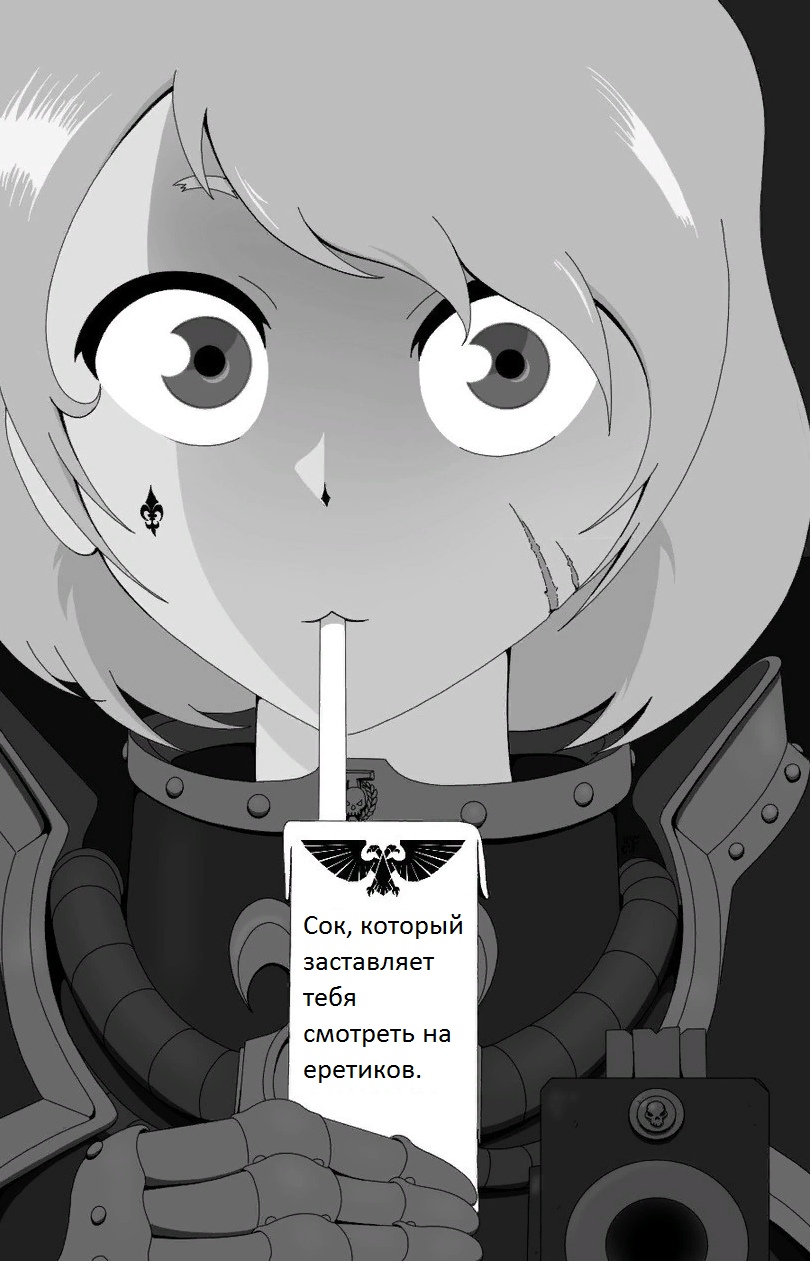 Сок, который
заставляет
тебя
смотреть на
еретиков.